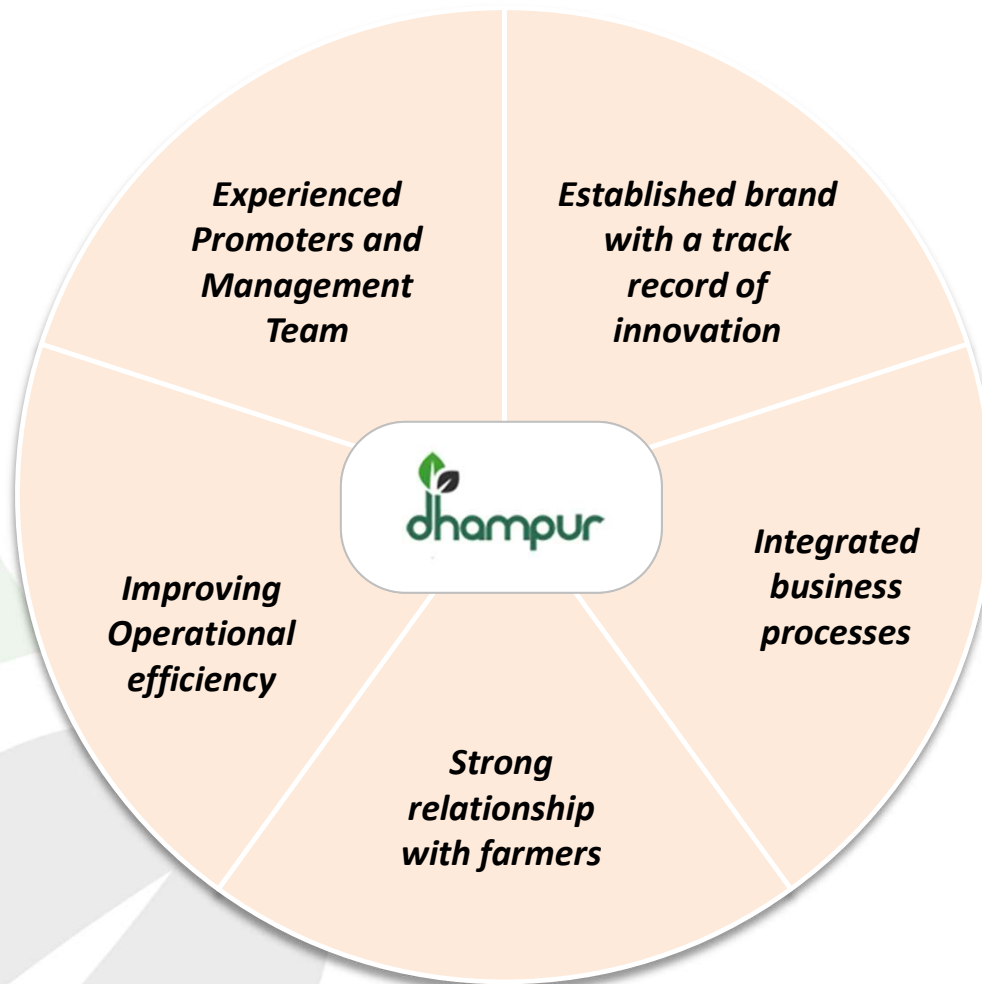 Experienced
Promoters and
Management
Team
Established brand
with a track
record of
innovation
dhampur
Integrated
business
processes
Improving
Operational
efficiency
Strong
relationship
with farmers